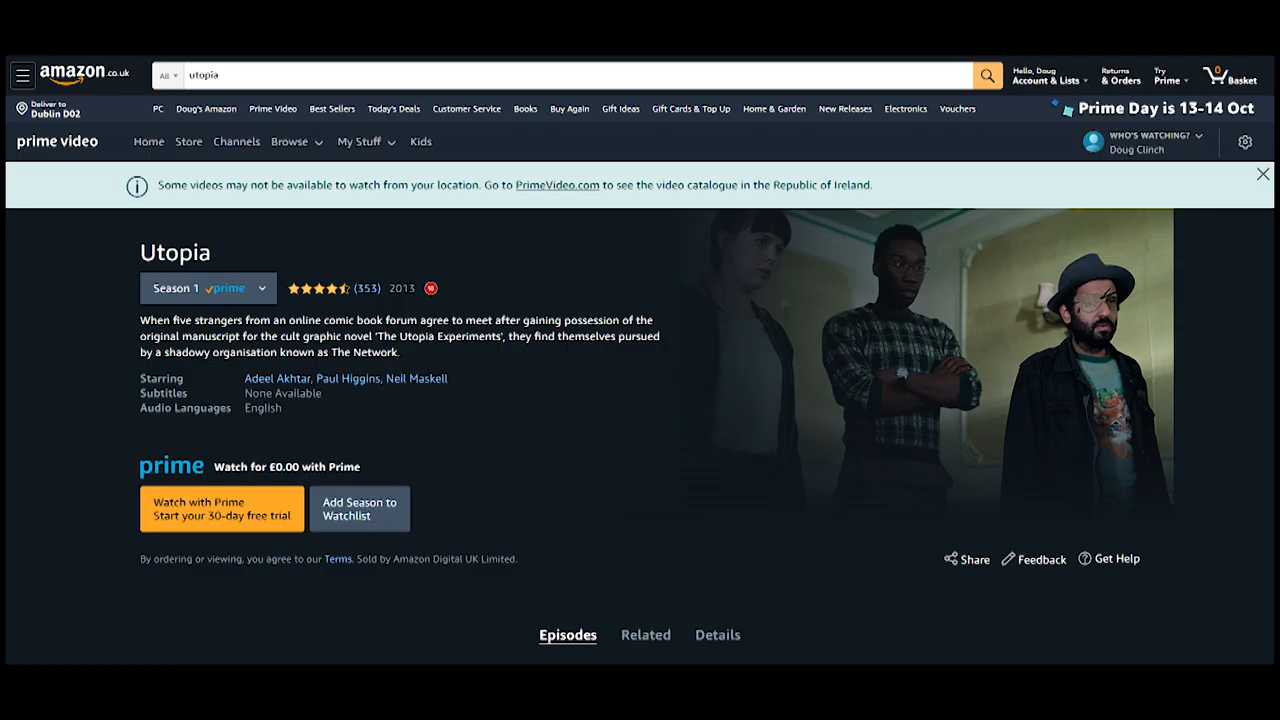 amazon.co.uk
All
utopia
Hello, Doug
Account & Lists
Returns
& Orders
Try
Prime
0
Basket
Deliver to
Dublin D02
PC Doug's Amazon Prime Video Best Sellers Today's Deals Customer Service Books Buy Again Gift Ideas Gift Cards & Top Up Home & Garden New Releases Electronics Vouchers
Prime Day is 13-14 Oct
prime video
Home Store Channels Browse My Stuff Kids
WHO'S WATCHING?
Doug Clinch
Some videos may not be available to watch from your location. Go to PrimeVideo.com to see the video catalogue in the Republic of Ireland.
Utopia
Season 1 prime
(353) 2013 18
When five strangers from an online comic book forum agree to meet after gaining possession of the
original manuscript for the cult graphic novel 'The Utopia Experiments', they find themselves pursued
by a shadowy organisation known as The Network.
Starring Adeel Akhtar, Paul Higgins, Neil Maskell
Subtitles None Available
Audio Languages English
prime Watch for £0.00 with Prime
Watch with Prime
Start your 30-day free trial
Add Season to
Watchlist
By ordering or viewing, you agree to our Terms. Sold by Amazon Digital UK Limited.
Share Feedback Get Help
Episodes Related Details